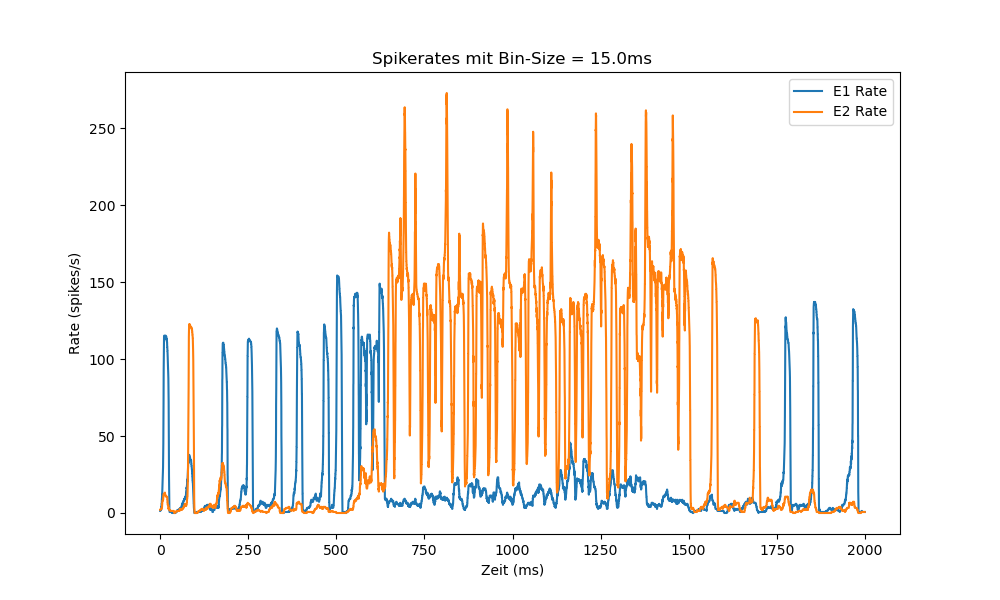 Spikerates mit Bin-Size = 15.0ms
E1 Rate
E2 Rate
250
200
150
100
50
0
Rate (spikes/s)
0 250 500 750 1000 1250 1500 1750 2000
Zeit (ms)